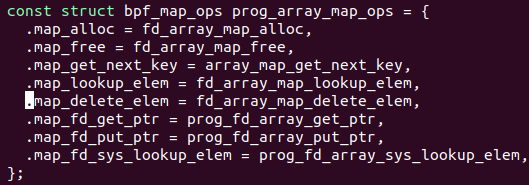 const struct bpf_map_ops prog_array_map_ops = {
  .map_alloc = fd_array_map_alloc,
  .map_free = fd_array_map_free,
  .map_get_next_key = array_map_get_next_key,
  .map_lookup_elem = fd_array_map_lookup_elem,
  .map_delete_elem = fd_array_map_delete_elem,
  .map_fd_get_ptr = prog_fd_array_get_ptr,
  .map_fd_put_ptr = prog_fd_array_put_ptr,
  .map_fd_sys_lookup_elem = prog_fd_array_sys_lookup_elem,
};